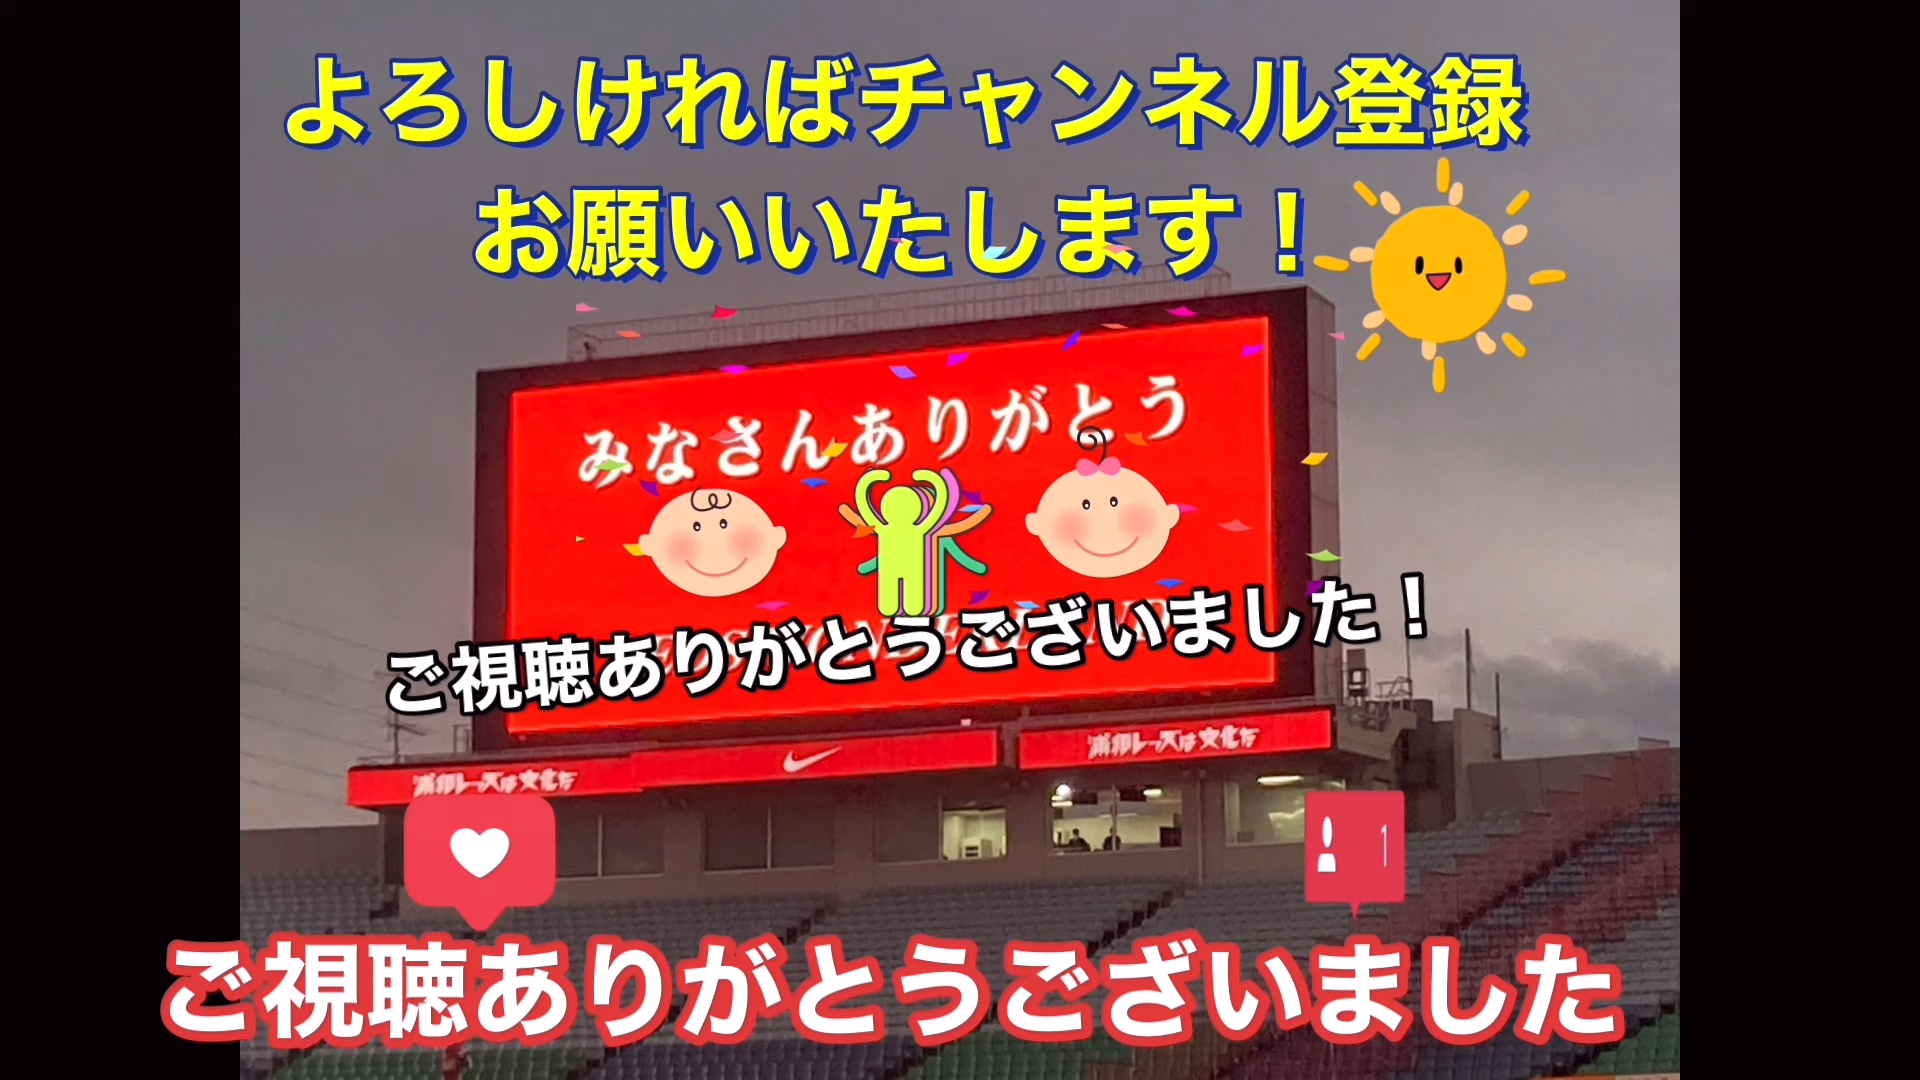 よろしければチャンネル登録
お願いいたします！
みなさんありがとう
ご視聴ありがとうございました！
浦和レッズは文化だ
浦和レッズは文化だ
1
ご視聴ありがとうございました